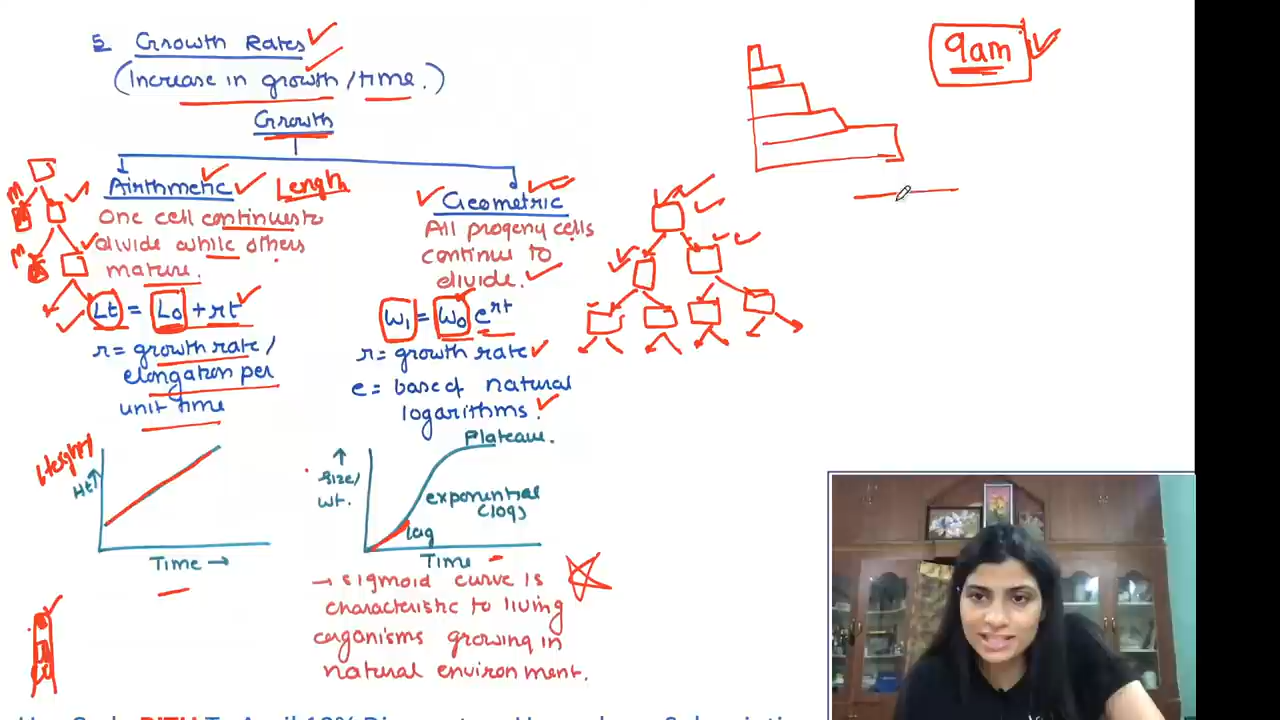 5. Growth Rates
(Increase in growth / time.)
Growth
9am
Airthmetic
Length
One cell continues to
divide while others
mature.
Lt = L0 + rt
r = growth rate /
elongation per
unit time
M
M
Height
Ht
Time →
Geometric
All progeny cells
continue to
divide.
W1 = W0 e^rt
r = growth rate
e = base of natural
logarithms.
Plateau.
Size/
wt.
exponential
(log)
lag
Time
→ sigmoid curve is
characteristic to living
organisms growing in
natural environment.